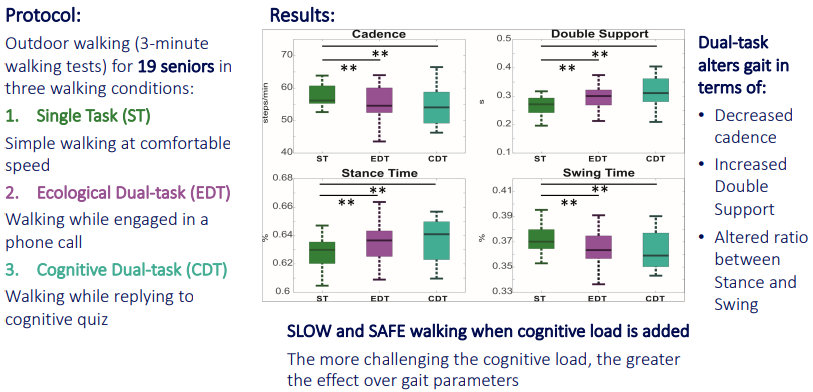 Protocol:
Outdoor walking (3-minute
walking tests) for 19 seniors in
three walking conditions:
1. Single Task (ST)
Simple walking at comfortable
speed
2. Ecological Dual-task (EDT)
Walking while engaged in a
phone call
3. Cognitive Dual-task (CDT)
Walking while replying to
cognitive quiz
Results:
Cadence
steps/min
70
60
50
40
**
**
ST EDT CDT
Double Support
s
0.5
0.4
0.3
0.2
0.1
**
**
ST EDT CDT
Stance Time
%
0.68
0.66
0.64
0.62
0.6
**
**
ST EDT CDT
Swing Time
%
0.41
0.39
0.37
0.35
0.33
**
**
ST EDT CDT
SLOW and SAFE walking when cognitive load is added
The more challenging the cognitive load, the greater
the effect over gait parameters
Dual-task
alters gait in
terms of:
• Decreased
cadence
• Increased
Double
Support
• Altered ratio
between
Stance and
Swing